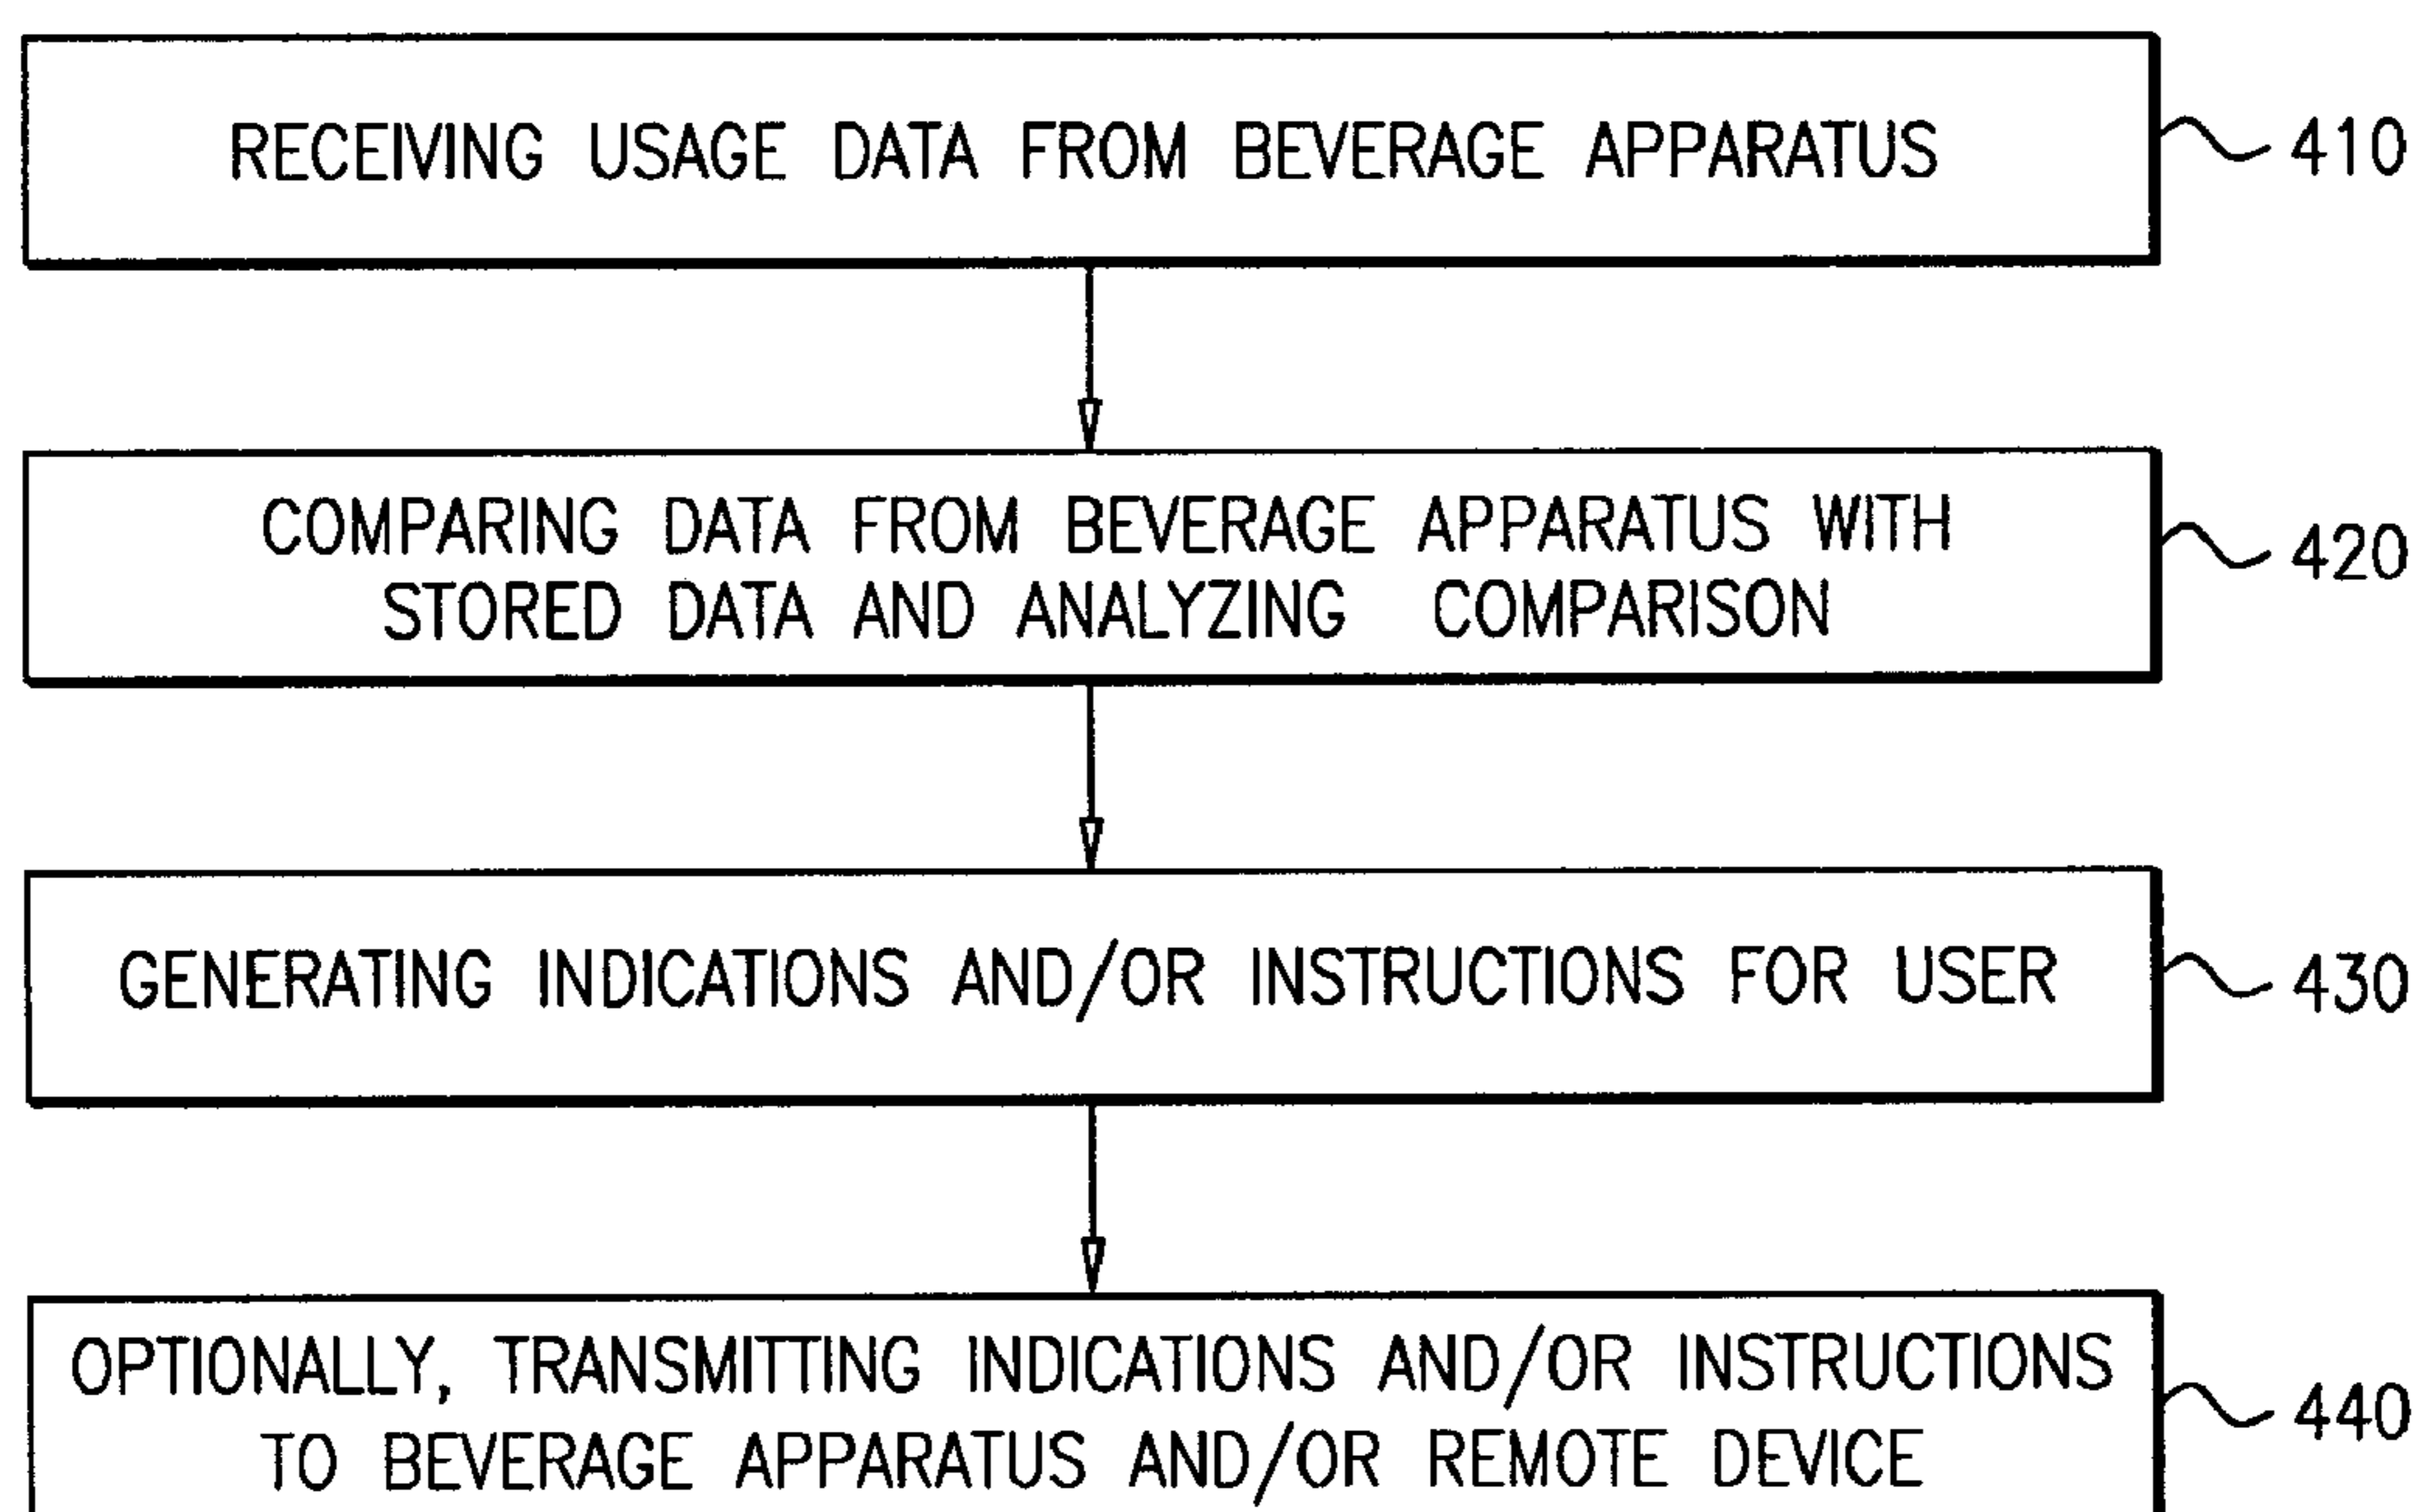 RECEIVING USAGE DATA FROM BEVERAGE APPARATUS
410
COMPARING DATA FROM BEVERAGE APPARATUS WITH
STORED DATA AND ANALYZING COMPARISON
420
GENERATING INDICATIONS AND/OR INSTRUCTIONS FOR USER
430
OPTIONALLY, TRANSMITTING INDICATIONS AND/OR INSTRUCTIONS
TO BEVERAGE APPARATUS AND/OR REMOTE DEVICE
440